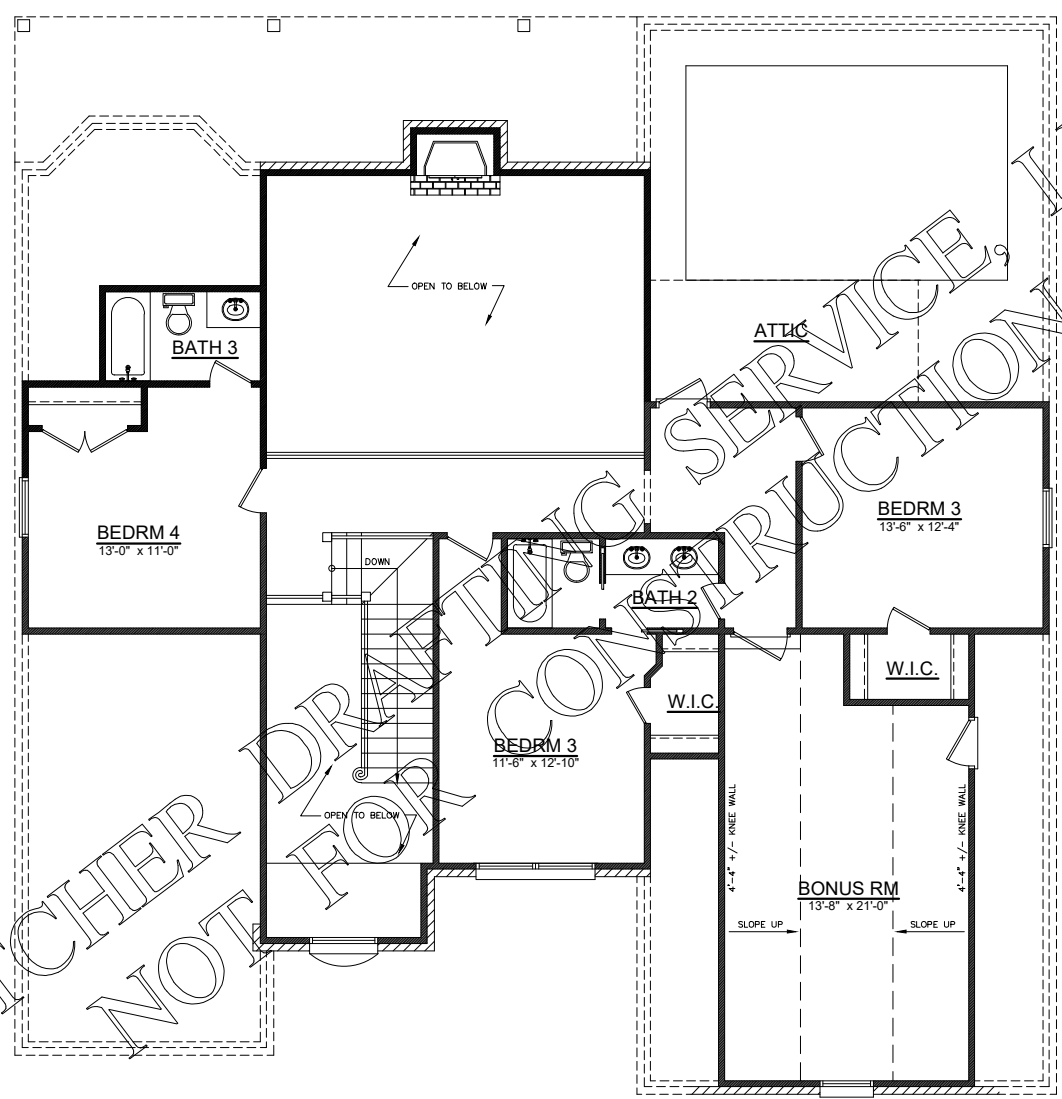 OPEN TO BELOW
ATTIC
BATH 3
BEDRM 4
13'-0" x 11'-0"
BEDRM 3
13'-6" x 12'-4"
DOWN
BATH 2
W.I.C.
W.I.C.
BEDRM 3
11'-6" x 12'-10"
OPEN TO BELOW
4'-4" +/- KNEE WALL
4'-4" +/- KNEE WALL
BONUS RM
13'-8" x 21'-0"
SLOPE UP
SLOPE UP
DRAFTING SERVICE,
NOT FOR CONSTRUCTION